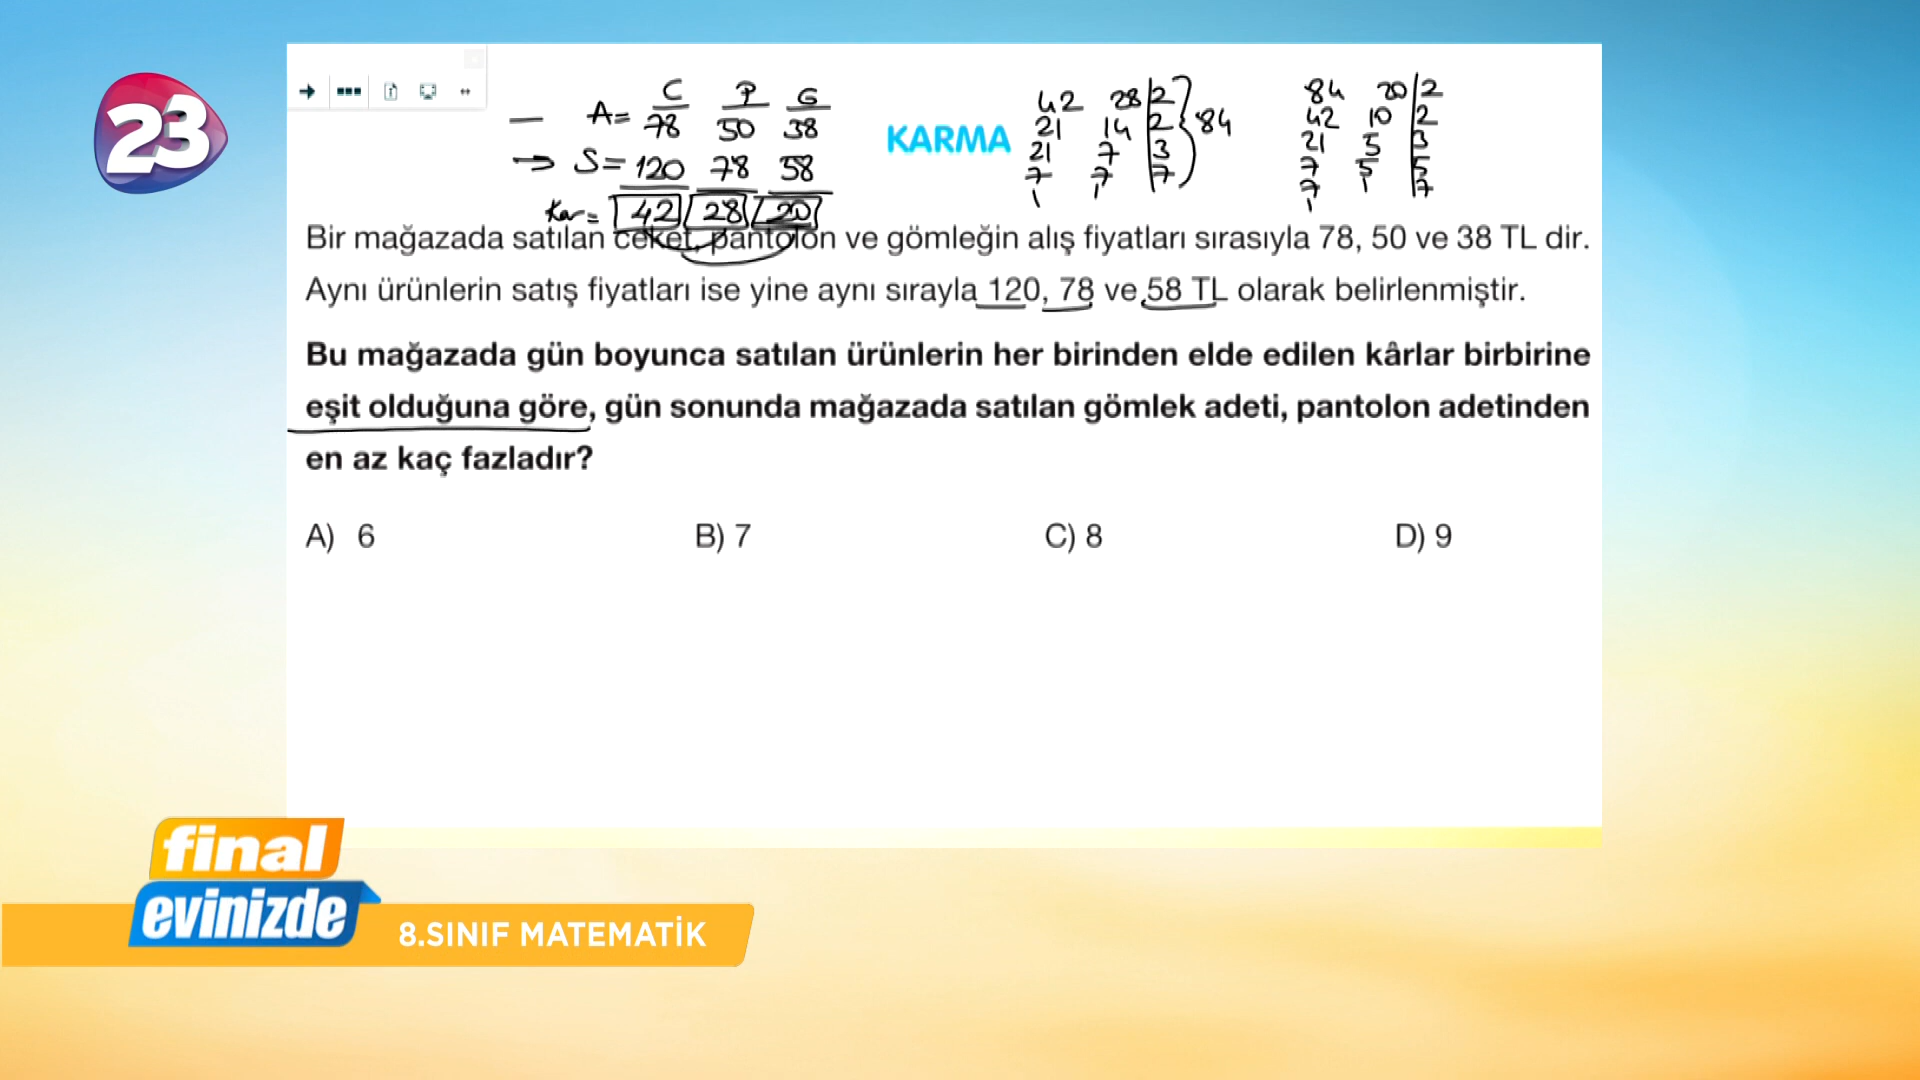 23
C P G
A= 78 50 38
S= 120 78 58
Kar= 42 28 20
KARMA
42 28 2
21 14 2
21 7 3
7 7 7
1 1
84
84 20 2
42 10 2
21 5 3
7 5 5
7 1 7
1
Bir mağazada satılan ceket, pantolon ve gömleğin alış fiyatları sırasıyla 78, 50 ve 38 TL dir.
Aynı ürünlerin satış fiyatları ise yine aynı sırayla 120, 78 ve 58 TL olarak belirlenmiştir.
Bu mağazada gün boyunca satılan ürünlerin her birinden elde edilen kârlar birbirine
eşit olduğuna göre, gün sonunda mağazada satılan gömlek adeti, pantolon adetinden
en az kaç fazladır?
A) 6 B) 7 C) 8 D) 9
final
evinizde
8.SINIF MATEMATİK